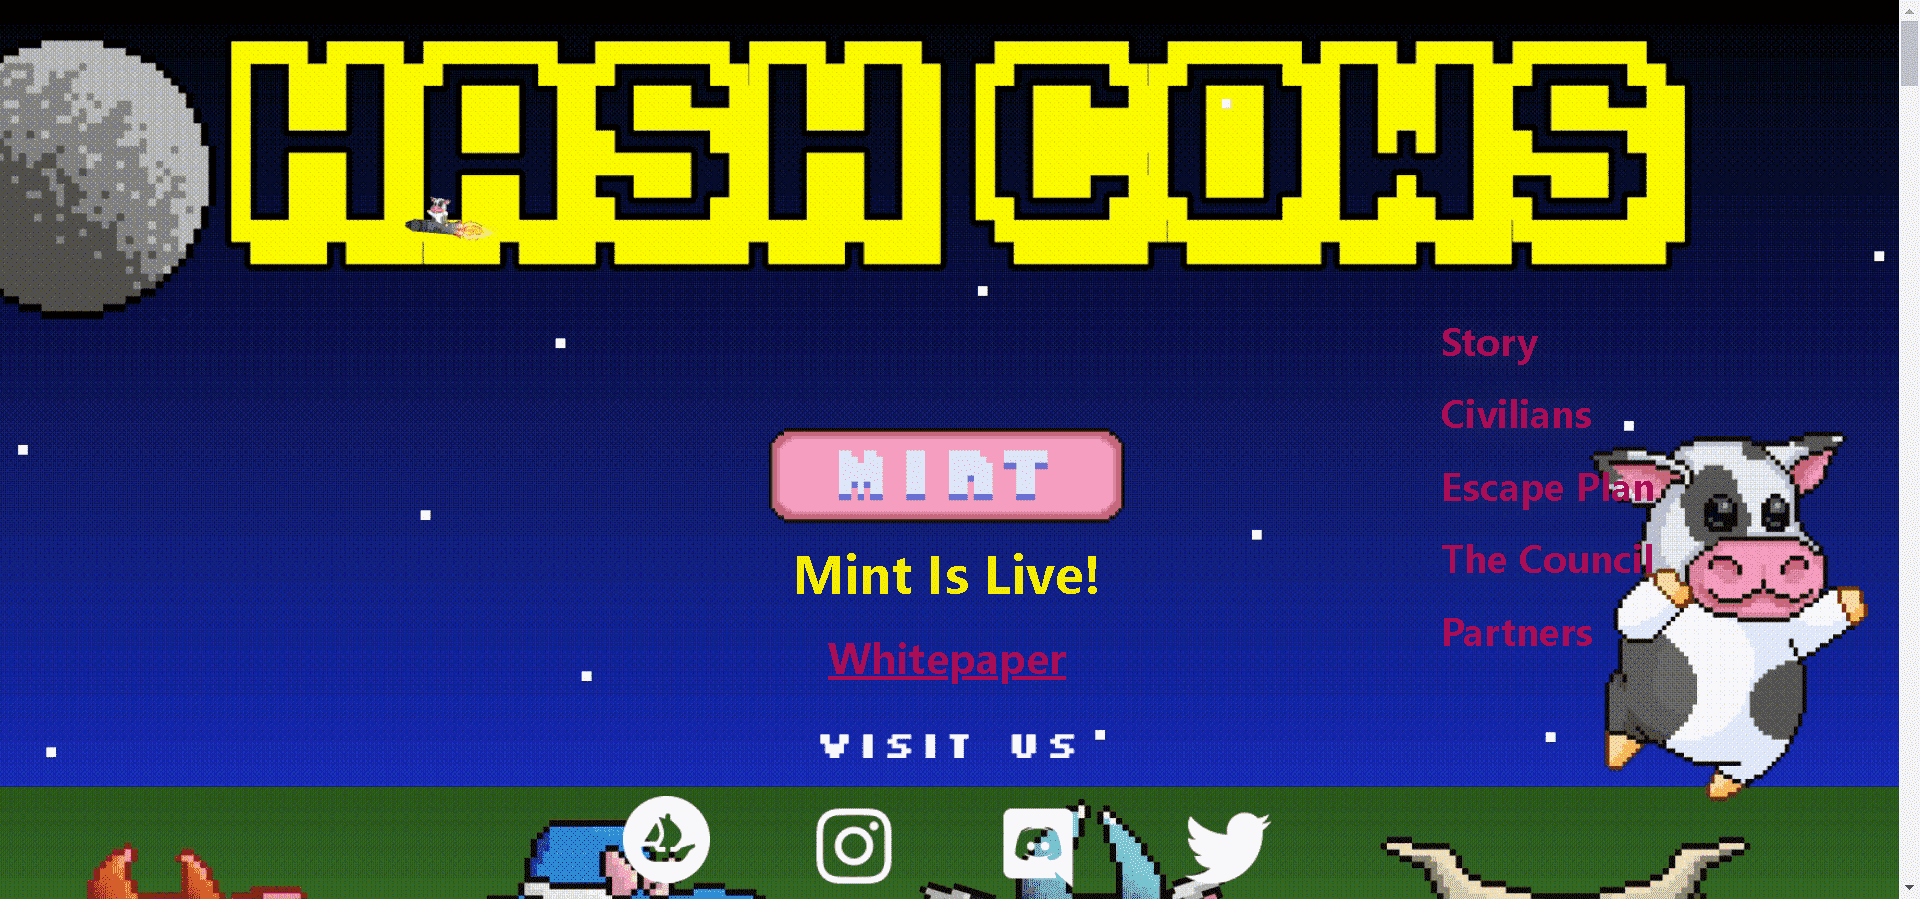 HASH COWS
Story
Civilians
MINT
Escape Plan
The Council
Mint Is Live!
Partners
Whitepaper
VISIT US